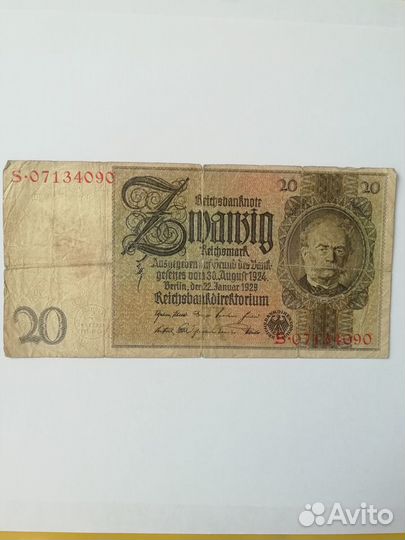 S·07134090
20
20
Reichsbanknote
Zwanzig
Reichsmark
Ausgegeben auf Grund des Bank-
gesetzes vom 30. August 1924
Berlin, den 22. Januar 1929
Reichsbankdirektorium
20
S·07134090
Avito